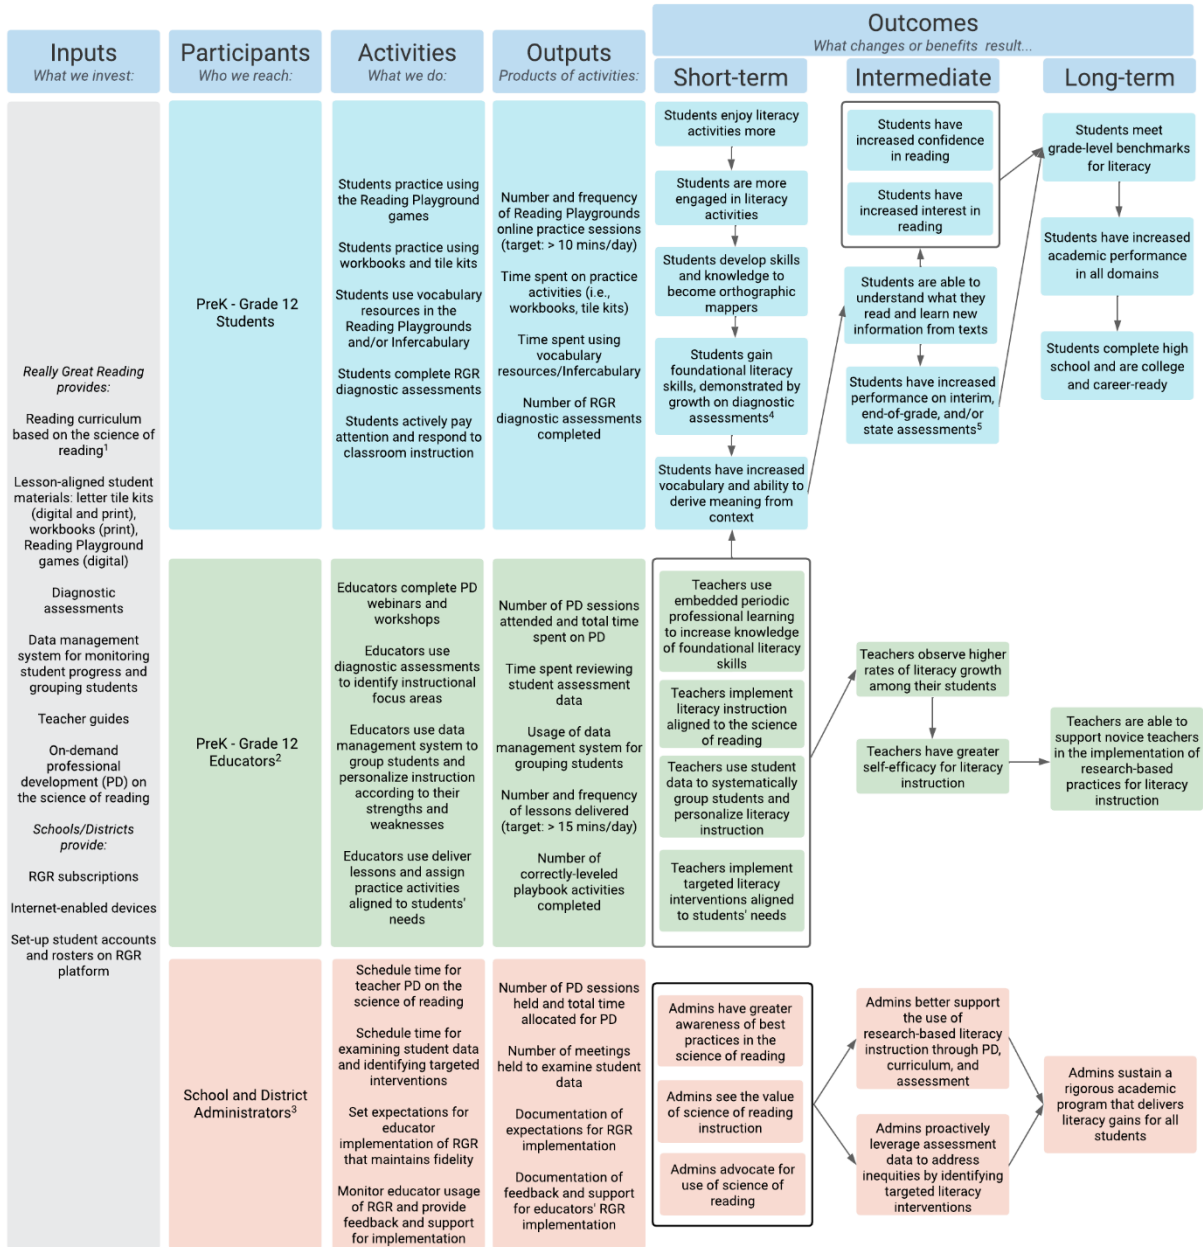 Inputs
What we invest:
Participants
Who we reach:
Activities
What we do:
Outputs
Products of activities:
Outcomes
What changes or benefits result...
Short-term
Intermediate
Long-term
Really Great Reading
provides:
Reading curriculum
based on the science of
reading¹
Lesson-aligned student
materials: letter tile kits
(digital and print),
workbooks (print),
Reading Playground
games (digital)
Diagnostic
assessments
Data management
system for monitoring
student progress and
grouping students
Teacher guides
On-demand
professional
development (PD) on
the science of reading
Schools/Districts
provide:
RGR subscriptions
Internet-enabled devices
Set-up student accounts
and rosters on RGR
platform
PreK - Grade 12
Students
Students practice using
the Reading Playground
games
Students practice using
workbooks and tile kits
Students use vocabulary
resources in the
Reading Playgrounds
and/or Infercabulary
Students complete RGR
diagnostic assessments
Students actively pay
attention and respond to
classroom instruction
Number and frequency
of Reading Playgrounds
online practice sessions
(target: > 10 mins/day)
Time spent on practice
activities (i.e.,
workbooks, tile kits)
Time spent using
vocabulary
resources/Infercabulary
Number of RGR
diagnostic assessments
completed
Students enjoy literacy
activities more
Students are more
engaged in literacy
activities
Students develop skills
and knowledge to
become orthographic
mappers
Students gain
foundational literacy
skills, demonstrated by
growth on diagnostic
assessments⁴
Students have increased
vocabulary and ability to
derive meaning from
context
Students have
increased confidence
in reading
Students have
increased interest in
reading
Students are able to
understand what they
read and learn new
information from texts
Students have increased
performance on interim,
end-of-grade, and/or
state assessments⁵
Students meet
grade-level benchmarks
for literacy
Students have increased
academic performance
in all domains
Students complete high
school and are college
and career-ready
PreK - Grade 12
Educators²
Educators complete PD
webinars and
workshops
Educators use
diagnostic assessments
to identify instructional
focus areas
Educators use data
management system to
group students and
personalize instruction
according to their
strengths and
weaknesses
Educators use deliver
lessons and assign
practice activities
aligned to students'
needs
Number of PD sessions
attended and total time
spent on PD
Time spent reviewing
student assessment
data
Usage of data
management system for
grouping students
Number and frequency
of lessons delivered
(target: > 15 mins/day)
Number of
correctly-leveled
playbook activities
completed
Teachers use
embedded periodic
professional learning
to increase knowledge
of foundational literacy
skills
Teachers implement
literacy instruction
aligned to the science
of reading
Teachers use student
data to systematically
group students and
personalize literacy
instruction
Teachers implement
targeted literacy
interventions aligned
to students' needs
Teachers observe higher
rates of literacy growth
among their students
Teachers have greater
self-efficacy for literacy
instruction
Teachers are able to
support novice teachers
in the implementation of
research-based
practices for literacy
instruction
School and District
Administrators³
Schedule time for
teacher PD on the
science of reading
Schedule time for
examining student data
and identifying targeted
interventions
Set expectations for
educator
implementation of RGR
that maintains fidelity
Monitor educator usage
of RGR and provide
feedback and support
for implementation
Number of PD sessions
held and total time
allocated for PD
Number of meetings
held to examine student
data
Documentation of
expectations for RGR
implementation
Documentation of
feedback and support
for educators' RGR
implementation
Admins have greater
awareness of best
practices in the
science of reading
Admins see the value
of science of reading
instruction
Admins advocate for
use of science of
reading
Admins better support
the use of
research-based literacy
instruction through PD,
curriculum, and
assessment
Admins proactively
leverage assessment
data to address
inequities by identifying
targeted literacy
interventions
Admins sustain a
rigorous academic
program that delivers
literacy gains for all
students